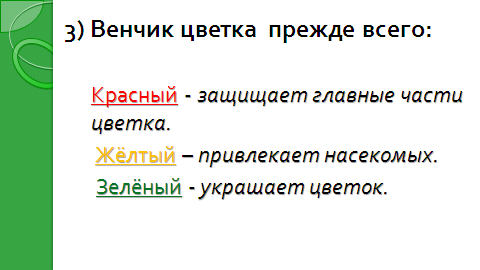 3) Венчик цветка прежде всего:
Красный - защищает главные части
цветка.
Жёлтый – привлекает насекомых.
Зелёный - украшает цветок.